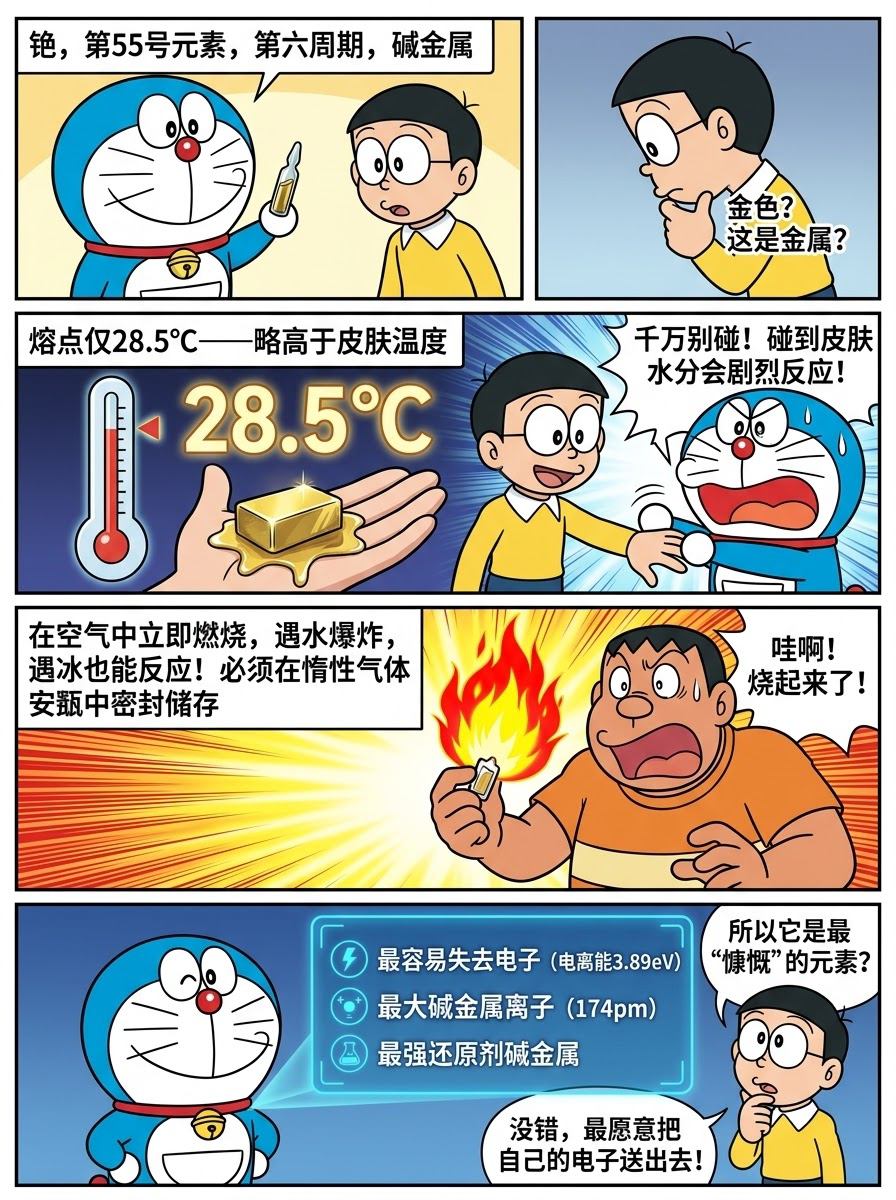 铯，第55号元素，第六周期，碱金属
金色？
这是金属？
熔点仅28.5℃——略高于皮肤温度
28.5℃
千万别碰！碰到皮肤
水分会剧烈反应！
在空气中立即燃烧，遇水爆炸，
遇冰也能反应！必须在惰性气体
安瓿中密封储存
哇啊！
烧起来了！
最容易失去电子（电离能3.89eV）
最大碱金属离子（174pm）
最强还原剂碱金属
所以它是最
“慷慨”的元素？
没错，最愿意把
自己的电子送出去！